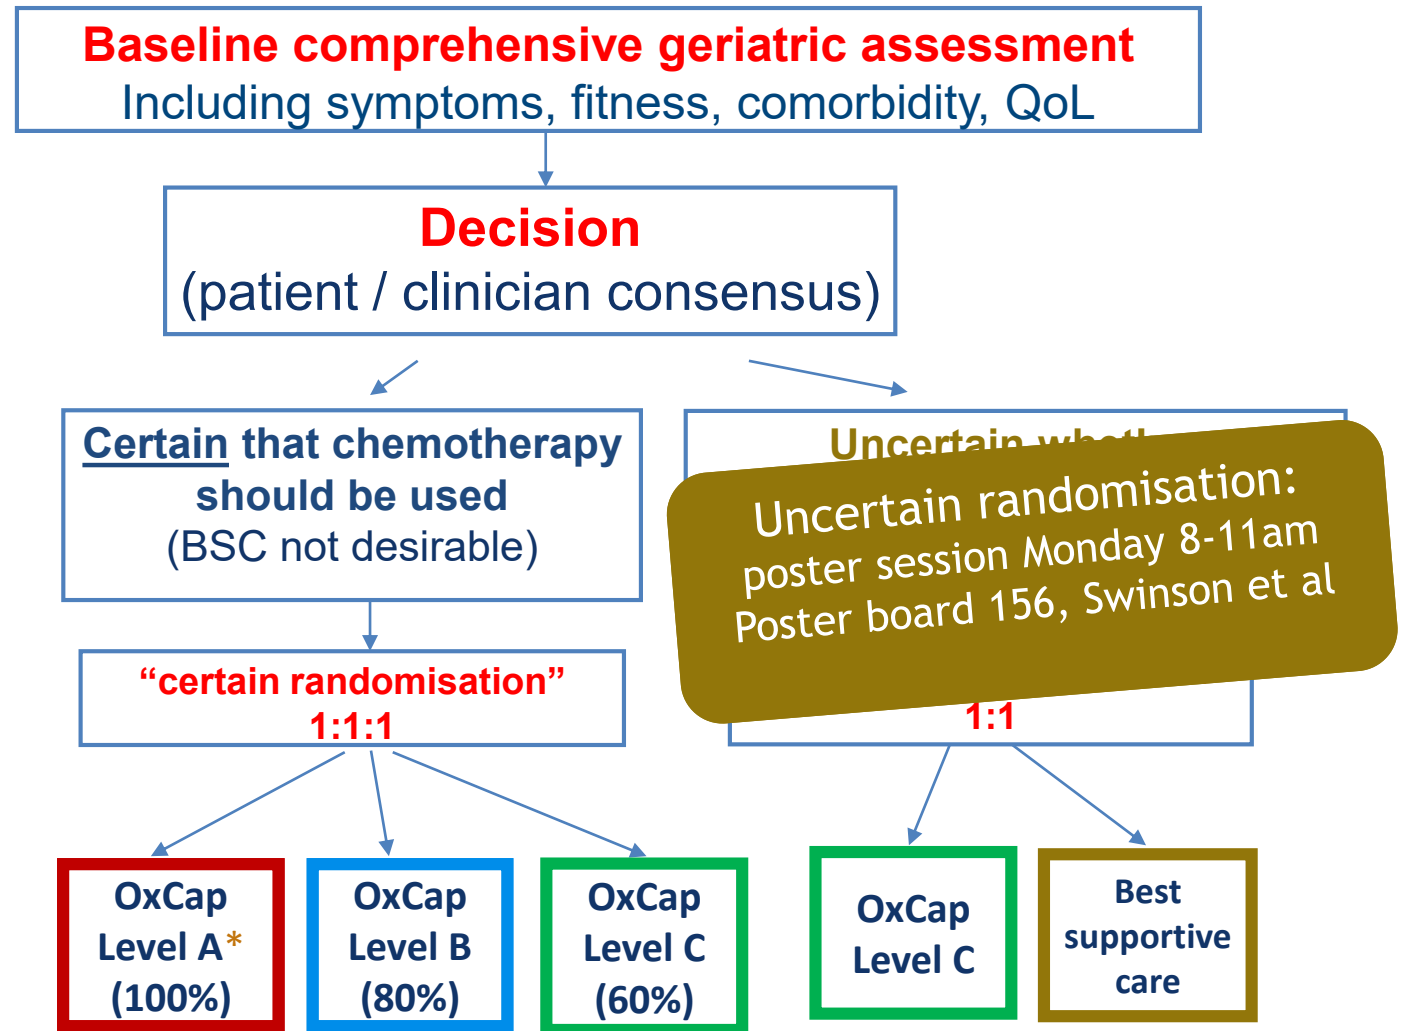 Baseline comprehensive geriatric assessment
Including symptoms, fitness, comorbidity, QoL
Decision
(patient / clinician consensus)
Certain that chemotherapy
should be used
(BSC not desirable)
Uncertain
Uncertain randomisation:
poster session Monday 8-11am
Poster board 156, Swinson et al
“certain randomisation”
1:1:1
1:1
OxCap
Level A*
(100%)
OxCap
Level B
(80%)
OxCap
Level C
(60%)
OxCap
Level C
Best
supportive
care